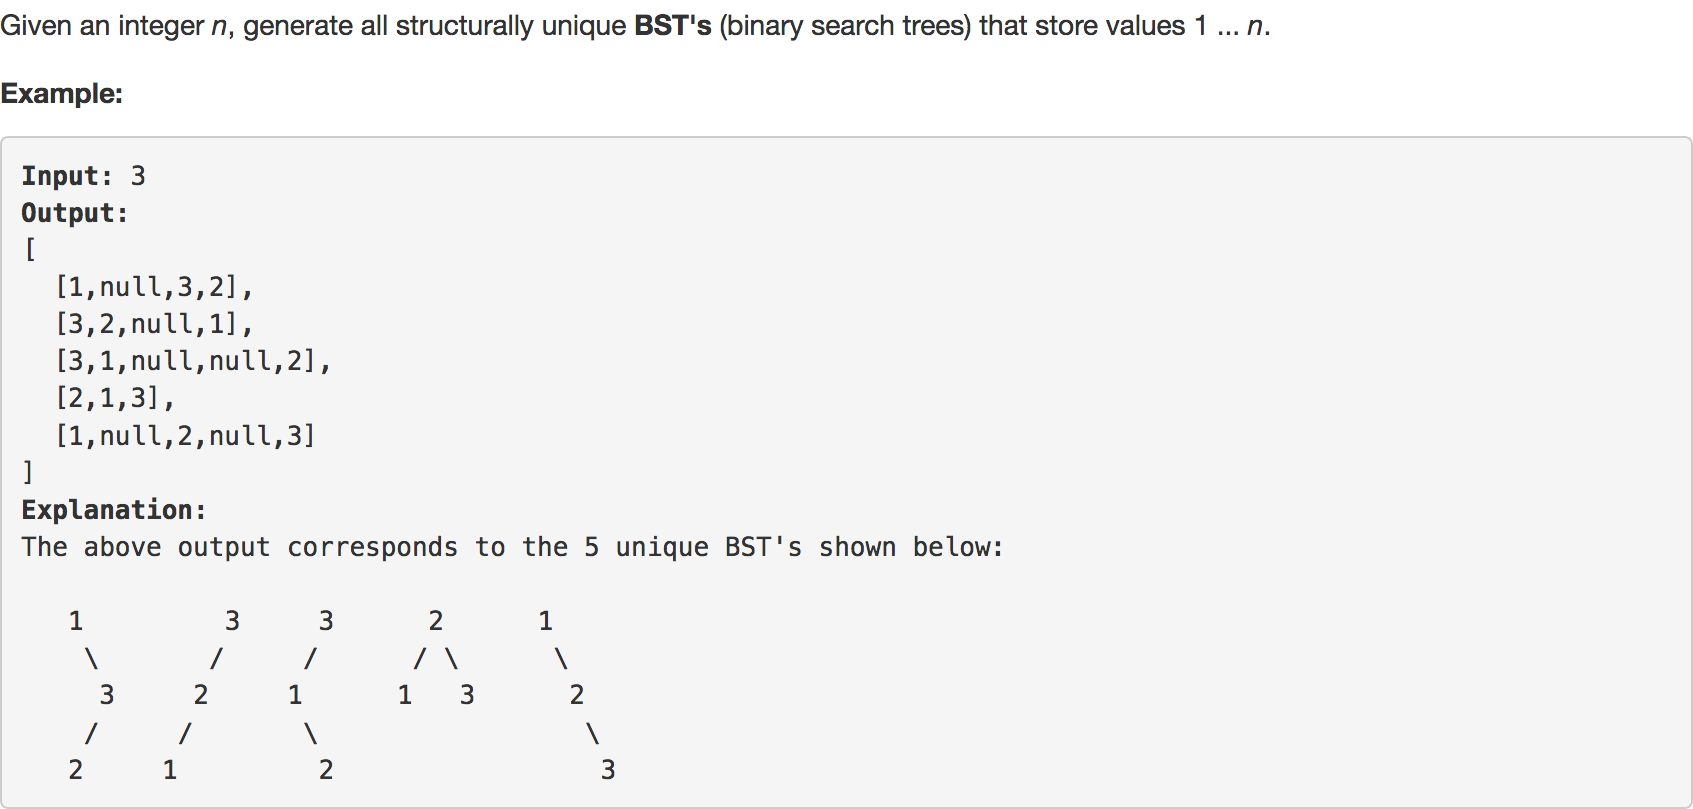 Given an integer n, generate all structurally unique BST's (binary search trees) that store values 1 ... n.
Example:
Input: 3
Output:
[
  [1,null,3,2],
  [3,2,null,1],
  [3,1,null,null,2],
  [2,1,3],
  [1,null,2,null,3]
]
Explanation:
The above output corresponds to the 5 unique BST's shown below:
   1         3     3      2      1
    \       /     /      / \      \
     3     2     1      1   3      2
    /     /       \                 \
   2     1         2                 3